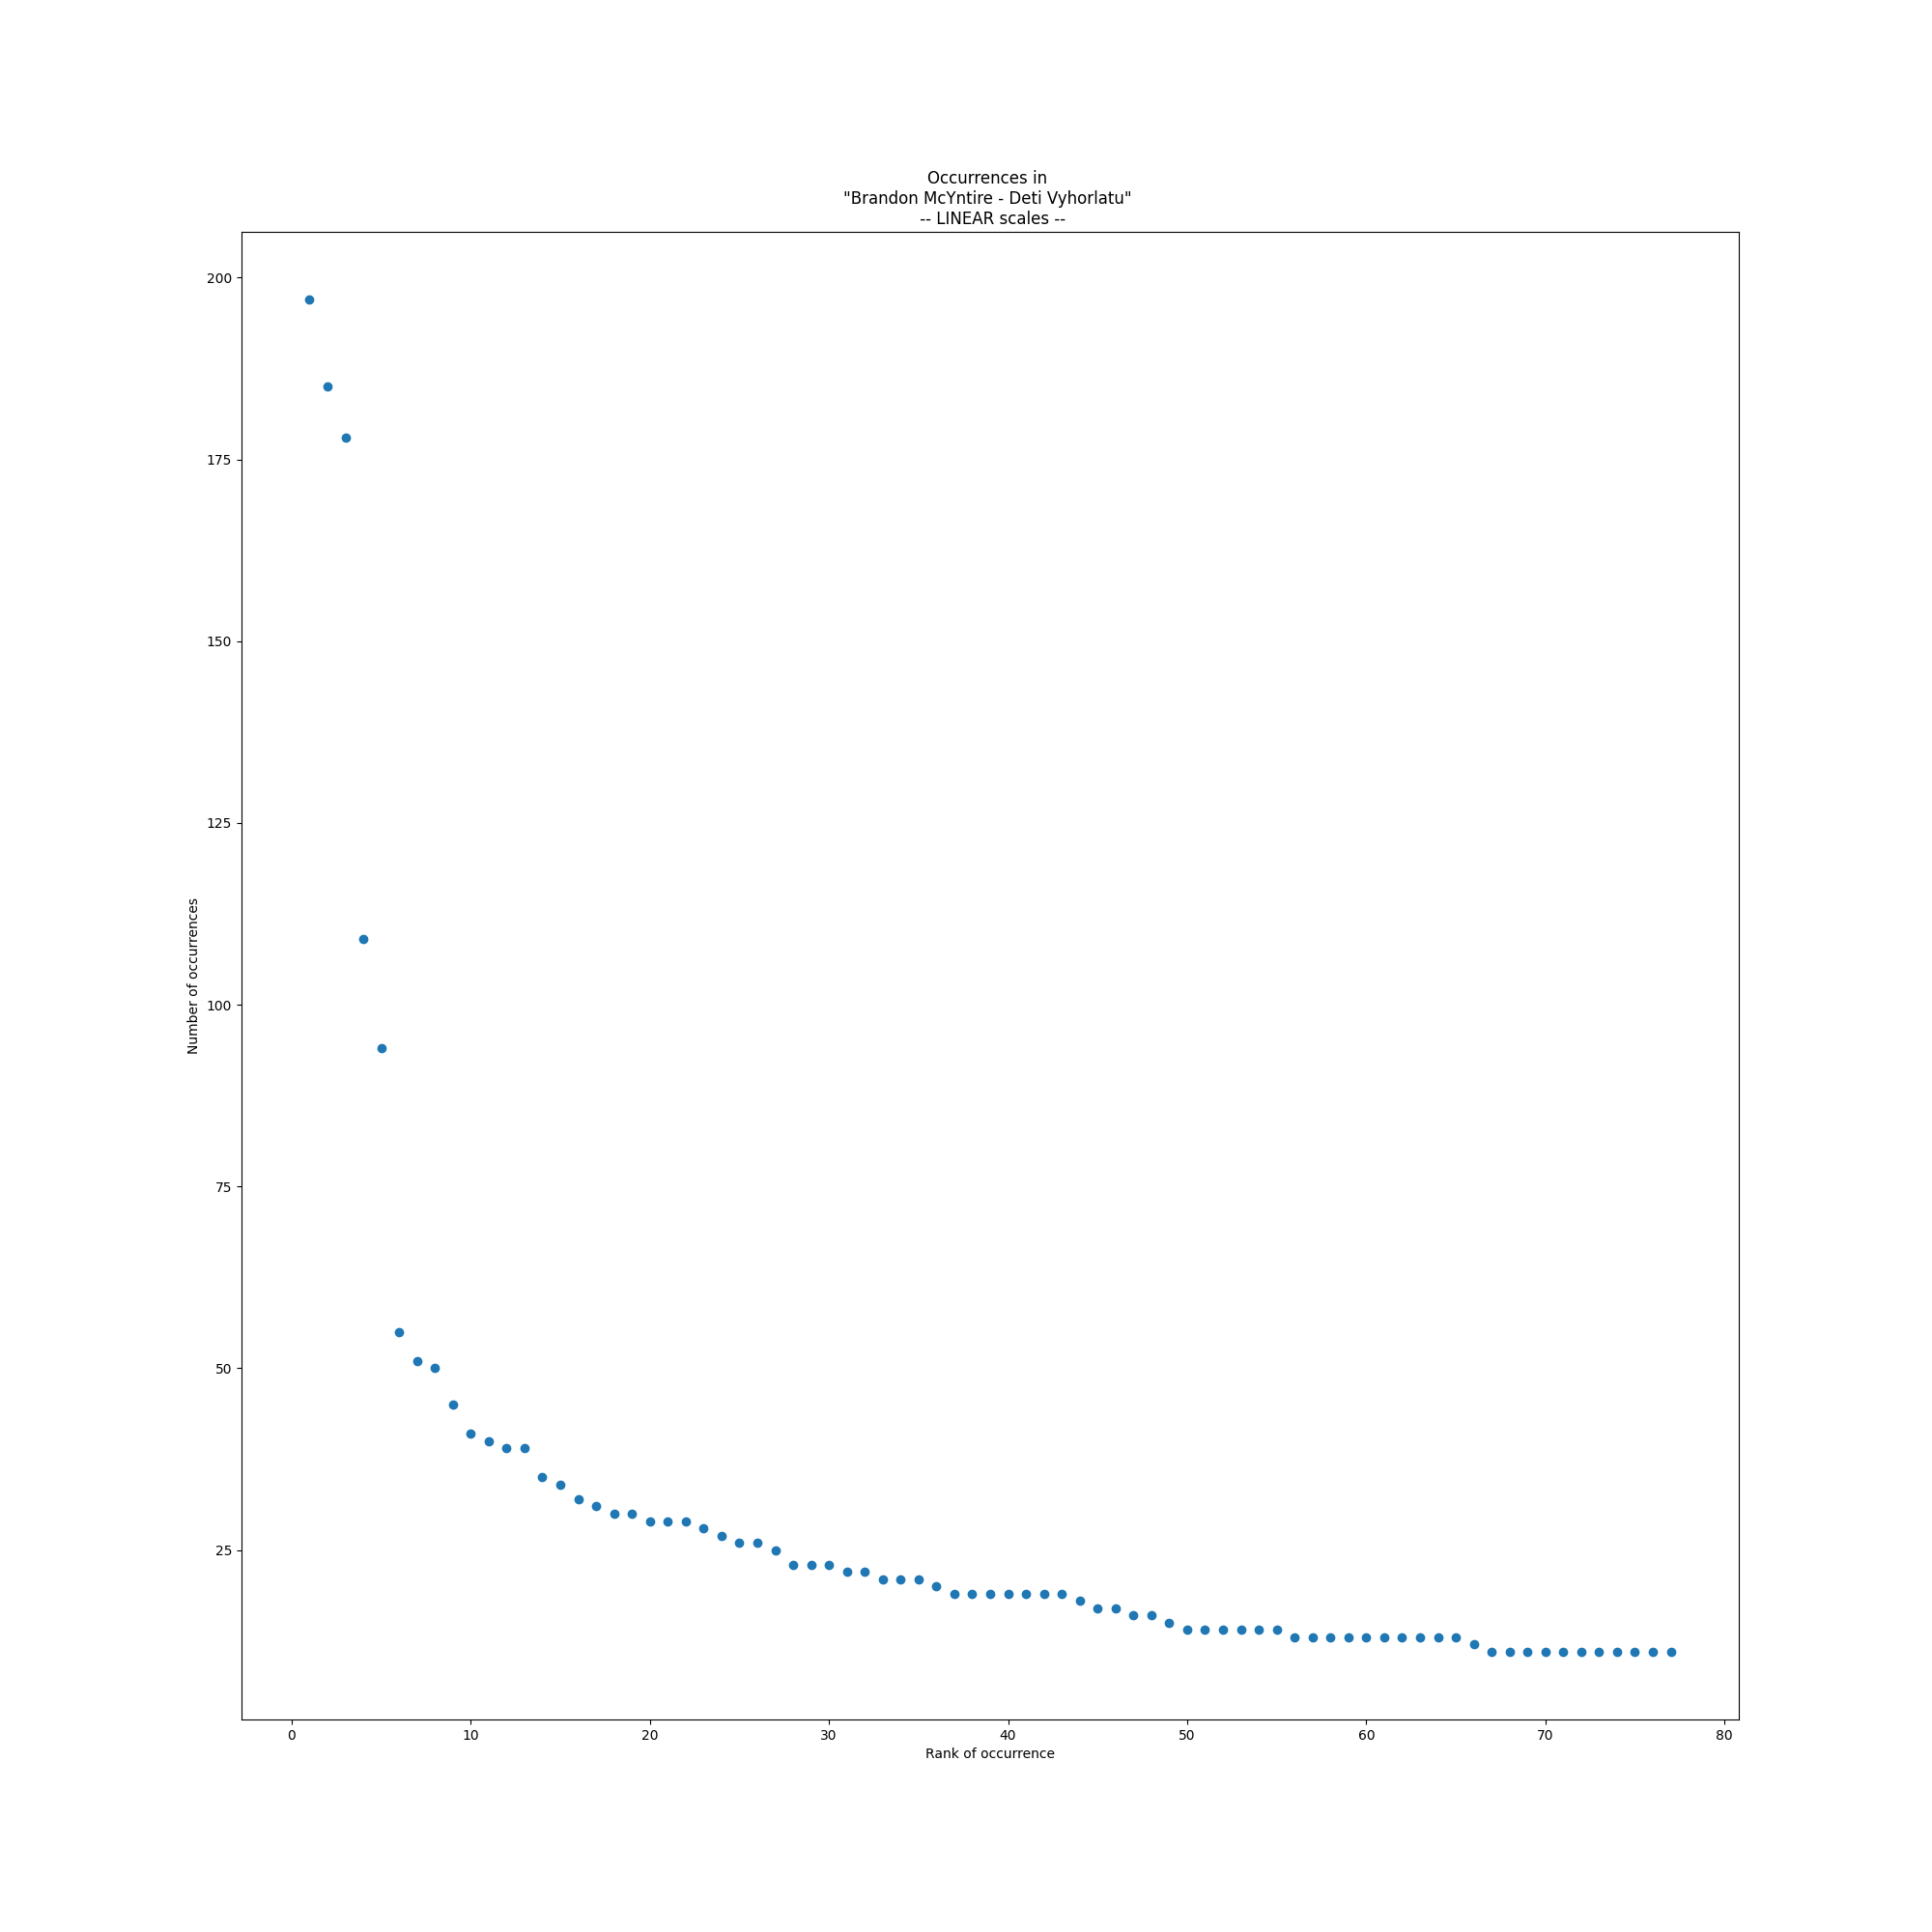 Occurrences in
"Brandon McYntire - Deti Vyhorlatu"
-- LINEAR scales --
200
175
150
125
100
75
50
25
Number of occurrences
0 10 20 30 40 50 60 70 80
Rank of occurrence